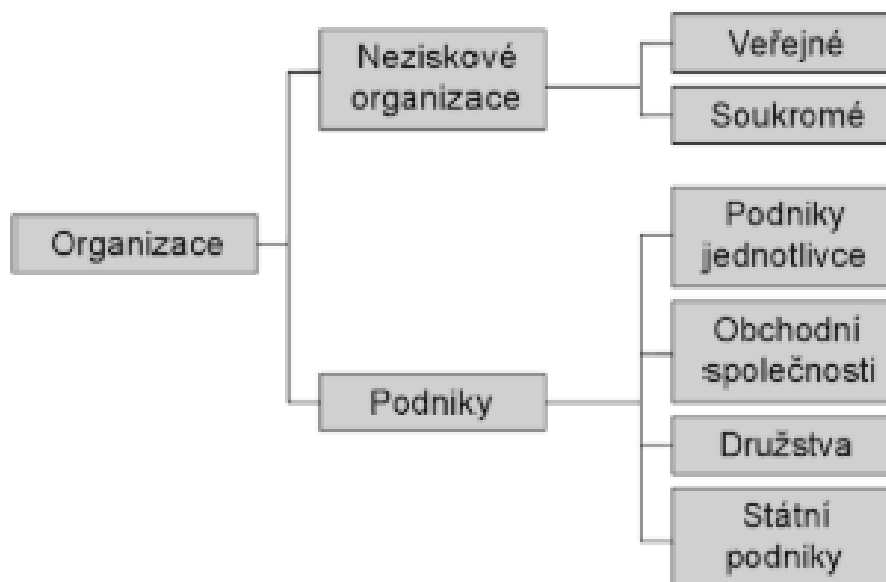 Neziskové
organizace
Veřejné
Soukromé
Organizace
Podniky
jednotlivce
Obchodní
společnosti
Podniky
Družstva
Státní
podniky